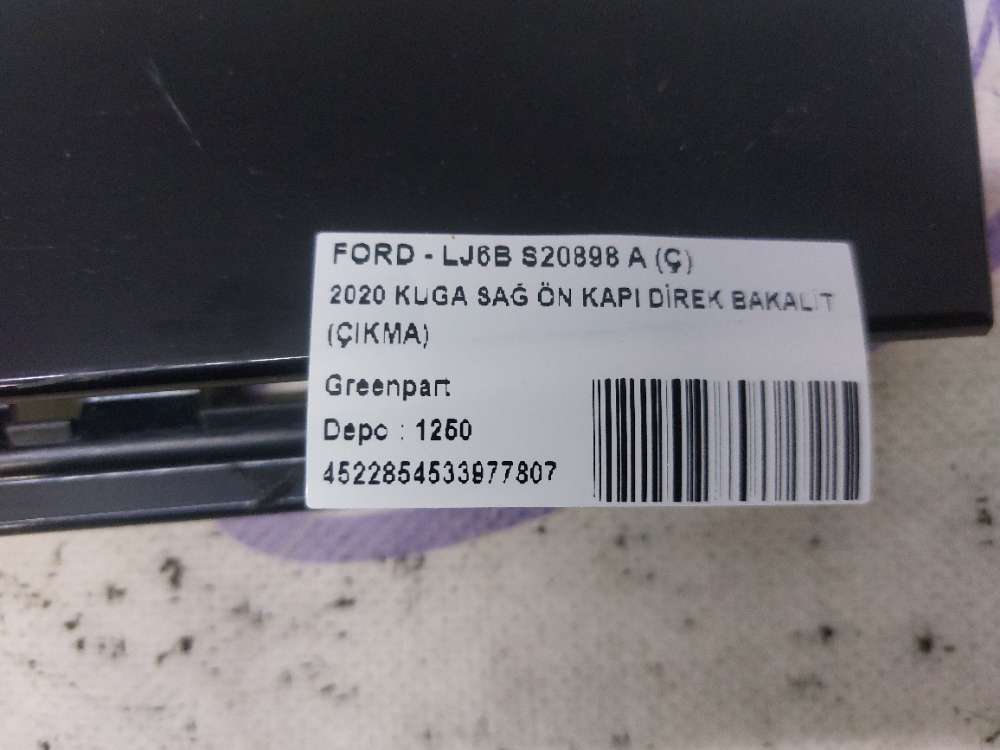 FORD - LJ6B S20898 A (Ç)
2020 KUGA SAĞ ÖN KAPI DİREK BAKALİT
(ÇIKMA)
Greenpart
Depo : 1250
4522854533977807